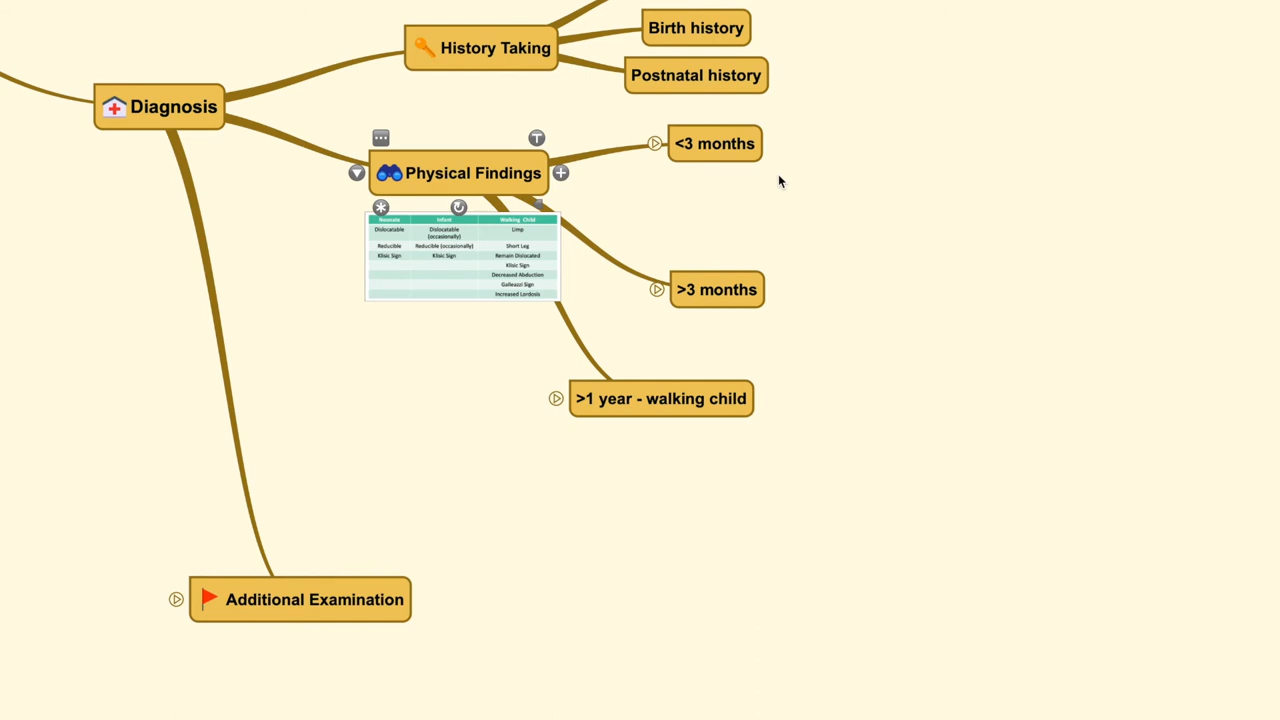 Birth history
History Taking
Postnatal history
Diagnosis
<3 months
Physical Findings
Neonate Infant Walking Child
Dislocatable Dislocatable (occasionally) Limp
Reducible Reducible (occasionally) Short Leg
Klisic Sign Klisic Sign Remain Dislocated
Klisic Sign
Decreased Abduction
Galleazzi Sign
Increased Lordosis
>3 months
>1 year - walking child
Additional Examination